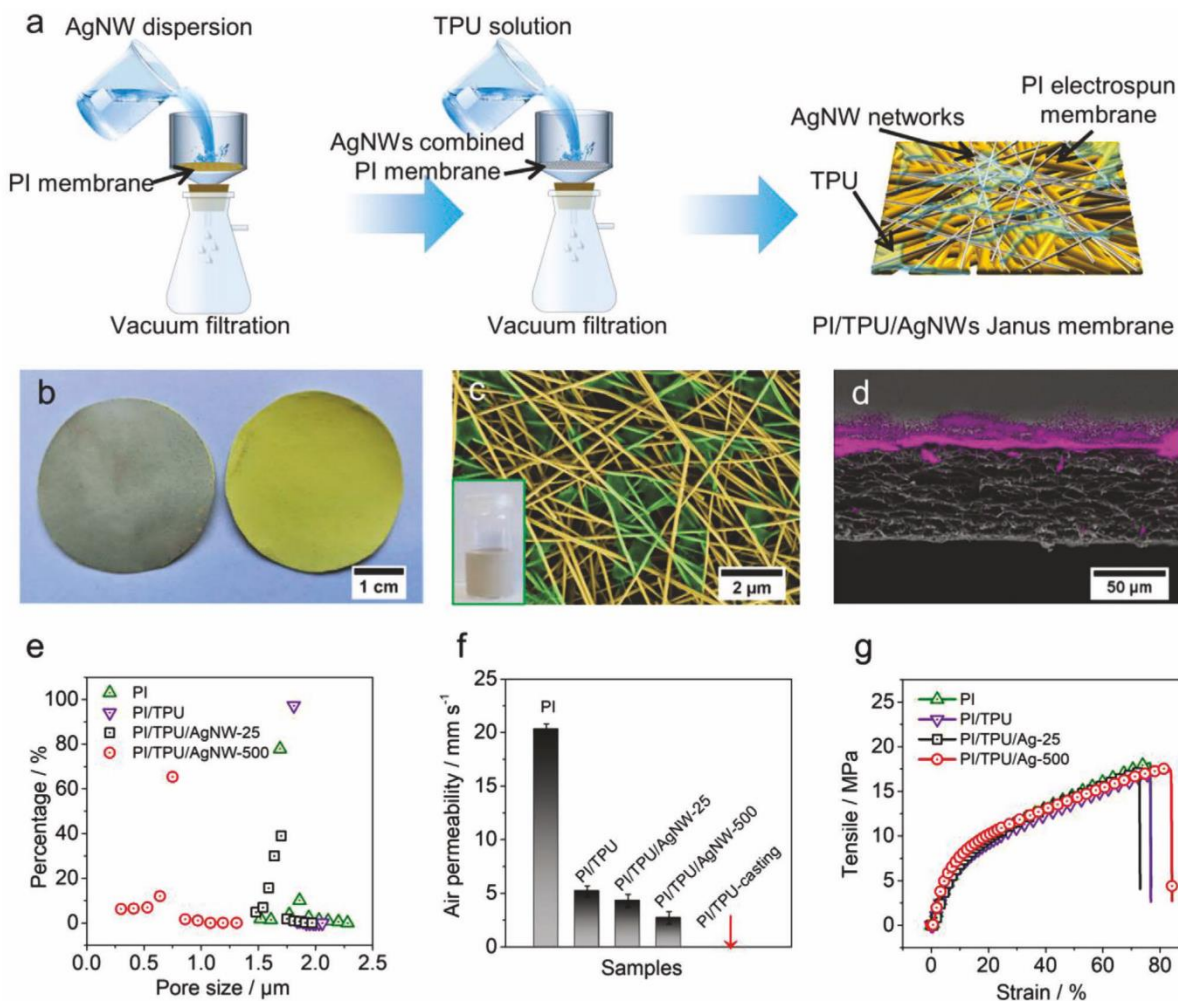 a
AgNW dispersion
TPU solution
AgNWs combined
PI membrane
PI membrane
PI electrospun
AgNW networks
membrane
TPU
Vacuum filtration
Vacuum filtration
PI/TPU/AgNWs Janus membrane
b
1 cm
c
2 μm
d
50 μm
e
PI
PI/TPU
PI/TPU/AgNW-25
PI/TPU/AgNW-500
100
80
60
40
20
0
Percentage / %
0.0 0.5 1.0 1.5 2.0 2.5
Pore size / μm
f
25
20
15
10
5
0
Air permeability / mm s⁻¹
PI
PI/TPU
PI/TPU/AgNW-25
PI/TPU/AgNW-500
PI/TPU-casting
Samples
g
PI
PI/TPU
PI/TPU/Ag-25
PI/TPU/Ag-500
25
20
15
10
5
0
Tensile / MPa
0 20 40 60 80
Strain / %